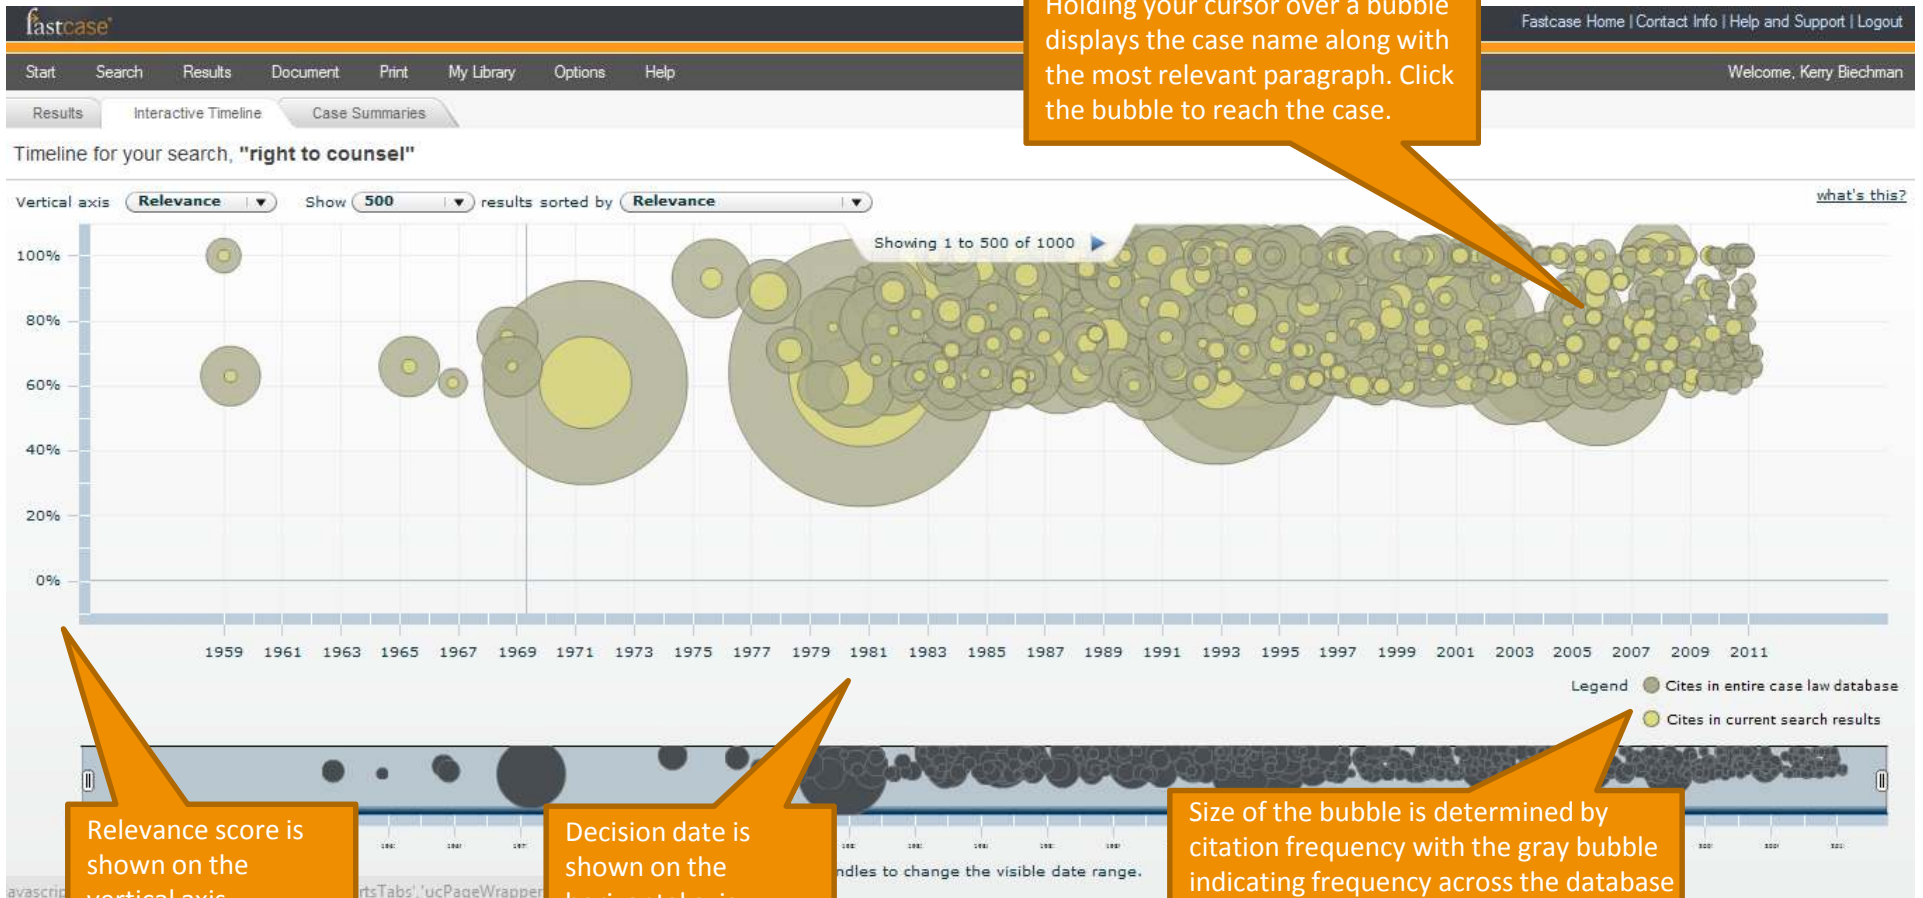 fastcase
Holding your cursor over a bubble
displays the case name along with
the most relevant paragraph. Click
the bubble to reach the case.
Fastcase Home | Contact Info | Help and Support | Logout
Start Search Results Document Print My Library Options Help
Welcome, Kerry Biechman
Results Interactive Timeline Case Summaries
Timeline for your search, "right to counsel"
Vertical axis Relevance Show 500 results sorted by Relevance
what's this?
Showing 1 to 500 of 1000
100%
80%
60%
40%
20%
0%
1959 1961 1963 1965 1967 1969 1971 1973 1975 1977 1979 1981 1983 1985 1987 1989 1991 1993 1995 1997 1999 2001 2003 2005 2007 2009 2011
Legend Cites in entire case law database
Cites in current search results
Relevance score is
shown on the
vertical axis
Decision date is
shown on the
horizontal axis
Size of the bubble is determined by
citation frequency with the gray bubble
indicating frequency across the database
ndles to change the visible date range.
avascrip
rtsTabs','ucPageWrapper